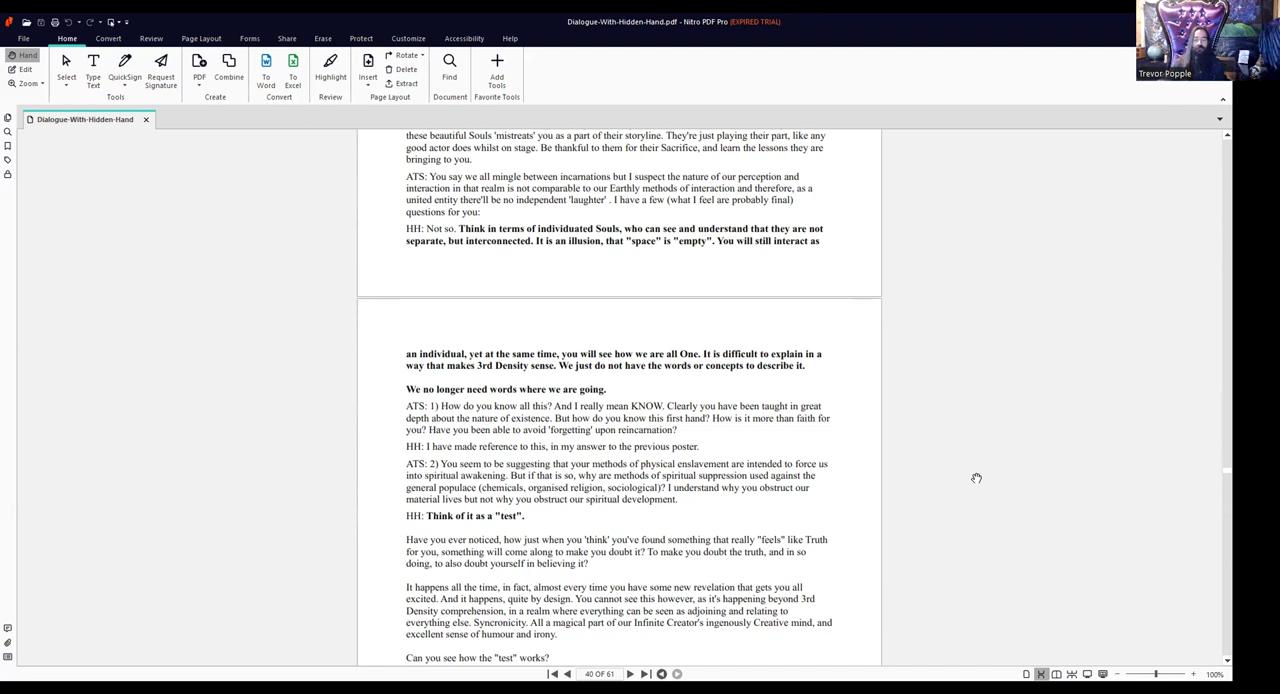 Dialogue-With-Hidden-Hand.pdf - Nitro PDF Pro (EXPIRED TRIAL)
File Home Convert Review Page Layout Forms Share Erase Protect Customize Accessibility Help
Trevor Popple
Hand
Edit
Zoom
Select
Type Text
QuickSign
Request Signature
Tools
PDF
Combine
Create
To Word
To Excel
Convert
Highlight
Review
Insert
Rotate
Delete
Extract
Page Layout
Find
Document
Add Tools
Favorite Tools
Dialogue-With-Hidden-Hand
these beautiful Souls 'mistreats' you as a part of their storyline. They're just playing their part, like any
good actor does whilst on stage. Be thankful to them for their Sacrifice, and learn the lessons they are
bringing to you.
ATS: You say we all mingle between incarnations but I suspect the nature of our perception and
interaction in that realm is not comparable to our Earthly methods of interaction and therefore, as a
united entity there'll be no independent 'laughter' . I have a few (what I feel are probably final)
questions for you:
HH: Not so. Think in terms of individuated Souls, who can see and understand that they are not
separate, but interconnected. It is an illusion, that "space" is "empty". You will still interact as
an individual, yet at the same time, you will see how we are all One. It is difficult to explain in a
way that makes 3rd Density sense. We just do not have the words or concepts to describe it.
We no longer need words where we are going.
ATS: 1) How do you know all this? And I really mean KNOW. Clearly you have been taught in great
depth about the nature of existence. But how do you know this first hand? How is it more than faith for
you? Have you been able to avoid 'forgetting' upon reincarnation?
HH: I have made reference to this, in my answer to the previous poster.
ATS: 2) You seem to be suggesting that your methods of physical enslavement are intended to force us
into spiritual awakening. But if that is so, why are methods of spiritual suppression used against the
general populace (chemicals, organised religion, sociological)? I understand why you obstruct our
material lives but not why you obstruct our spiritual development.
HH: Think of it as a "test".
Have you ever noticed, how just when you 'think' you've found something that really "feels" like Truth
for you, something will come along to make you doubt it? To make you doubt the truth, and in so
doing, to also doubt yourself in believing it?
It happens all the time, in fact, almost every time you have some new revelation that gets you all
excited. And it happens, quite by design. You cannot see this however, as it's happening beyond 3rd
Density comprehension, in a realm where everything can be seen as adjoining and relating to
everything else. Syncronicity. All a magical part of our Infinite Creator's ingenously Creative mind, and
excellent sense of humour and irony.
Can you see how the "test" works?
40 OF 61
100%